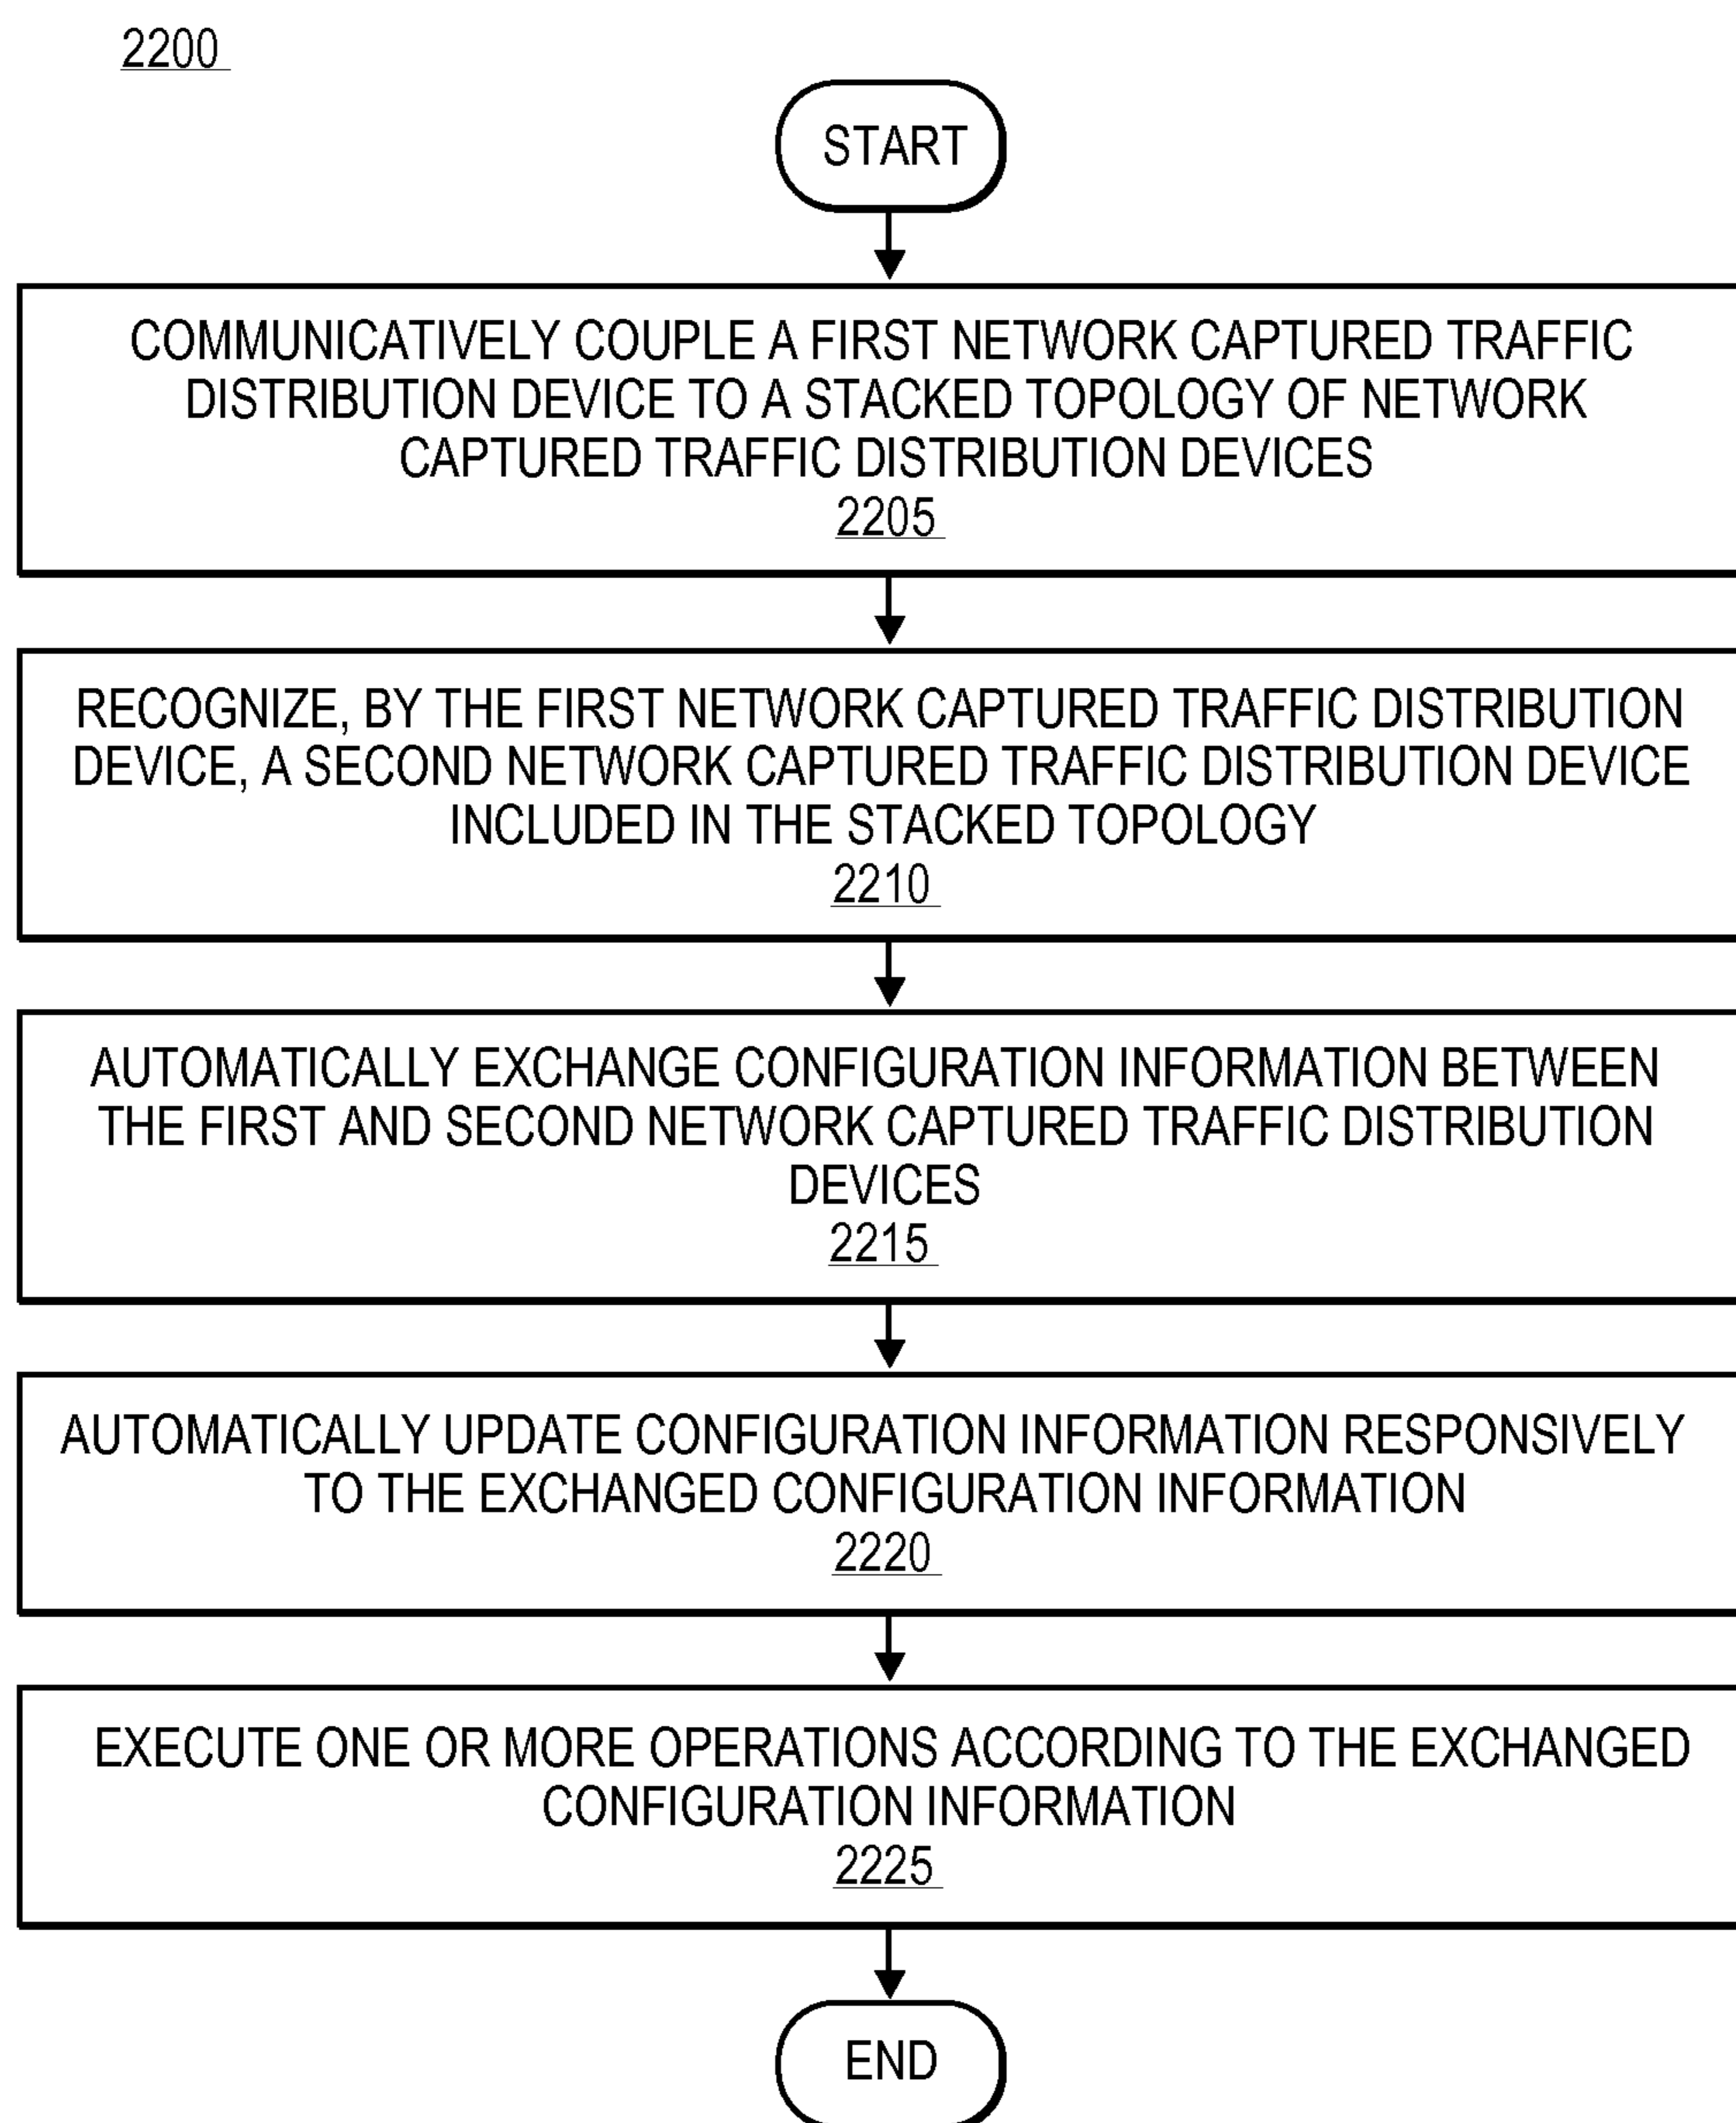 2200
START
COMMUNICATIVELY COUPLE A FIRST NETWORK CAPTURED TRAFFIC
DISTRIBUTION DEVICE TO A STACKED TOPOLOGY OF NETWORK
CAPTURED TRAFFIC DISTRIBUTION DEVICES
2205
RECOGNIZE, BY THE FIRST NETWORK CAPTURED TRAFFIC DISTRIBUTION
DEVICE, A SECOND NETWORK CAPTURED TRAFFIC DISTRIBUTION DEVICE
INCLUDED IN THE STACKED TOPOLOGY
2210
AUTOMATICALLY EXCHANGE CONFIGURATION INFORMATION BETWEEN
THE FIRST AND SECOND NETWORK CAPTURED TRAFFIC DISTRIBUTION
DEVICES
2215
AUTOMATICALLY UPDATE CONFIGURATION INFORMATION RESPONSIVELY
TO THE EXCHANGED CONFIGURATION INFORMATION
2220
EXECUTE ONE OR MORE OPERATIONS ACCORDING TO THE EXCHANGED
CONFIGURATION INFORMATION
2225
END